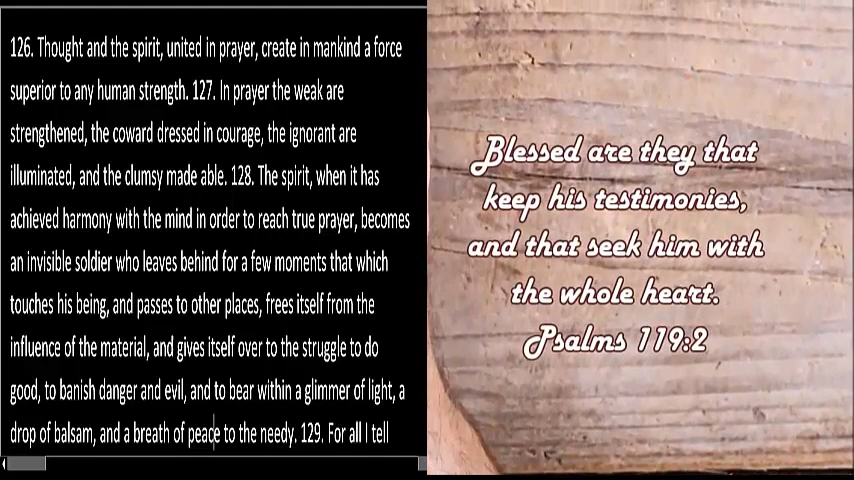 126. Thought and the spirit, united in prayer, create in mankind a force
superior to any human strength. 127. In prayer the weak are
strengthened, the coward dressed in courage, the ignorant are
illuminated, and the clumsy made able. 128. The spirit, when it has
achieved harmony with the mind in order to reach true prayer, becomes
an invisible soldier who leaves behind for a few moments that which
touches his being, and passes to other places, frees itself from the
influence of the material, and gives itself over to the struggle to do
good, to banish danger and evil, and to bear within a glimmer of light, a
drop of balsam, and a breath of peace to the needy. 129. For all I tell
Blessed are they that
keep his testimonies,
and that seek him with
the whole heart.
Psalms 119:2